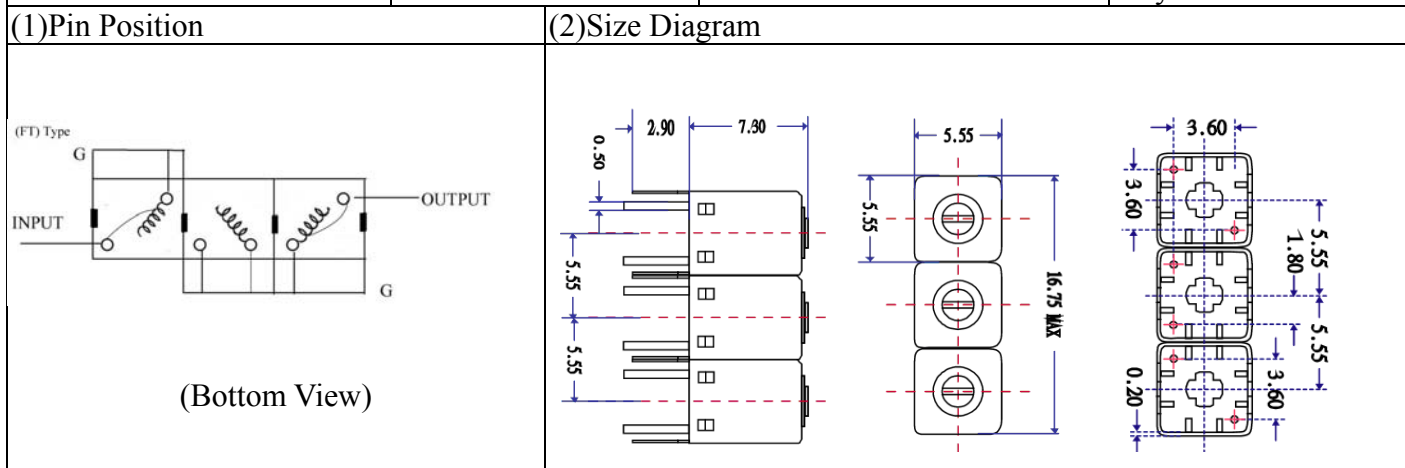 (1)Pin Position
(2)Size Diagram
(FT) Type
G
INPUT
OUTPUT
G
(Bottom View)
2.90
7.30
0.50
5.55
5.55
5.55
5.55
16.75 MAX
3.60
3.60
5.55
1.80
5.55
3.60
0.20